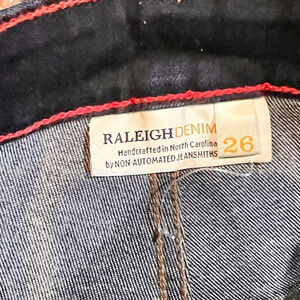 RALEIGHDENIM
Handcrafted in North Carolina
by NON-AUTOMATED JEANSMITHS
26